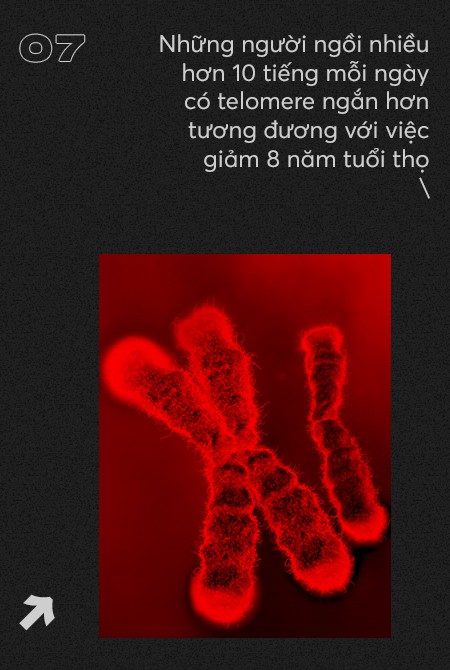 07
Những người ngồi nhiều
hơn 10 tiếng mỗi ngày
có telomere ngắn hơn
tương đương với việc
giảm 8 năm tuổi thọ
\